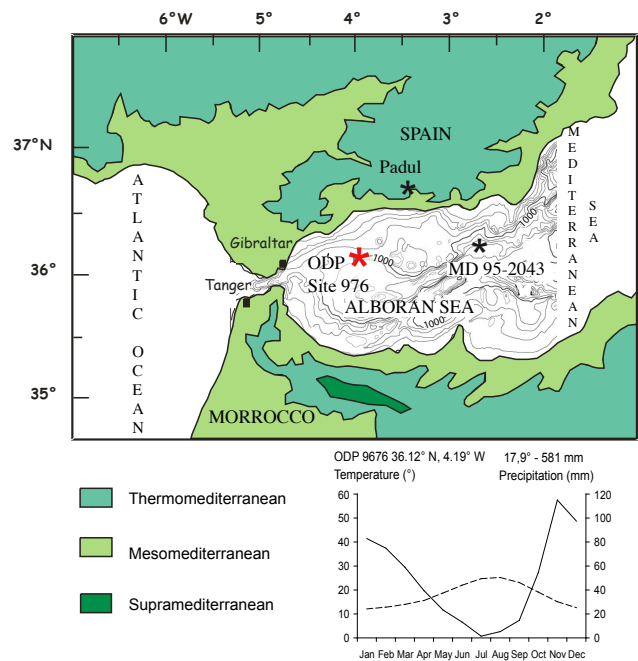 6°W 5° 4° 3° 2°
37°N
36°
35°
SPAIN
Padul
*
ATLANTIC OCEAN
MEDITERRANEAN
SEA
Gibraltar
Tanger
ODP
Site 976
*
1000
*
1000
MD 95-2043
ALBORAN SEA
1000
MORROCCO
Thermomediterranean
Mesomediterranean
Supramediterranean
ODP 9676 36.12° N, 4.19° W 17,9° - 581 mm
Temperature (°) Precipitation (mm)
60 120
50 100
40 80
30 60
20 40
10 20
0 0
Jan Feb Mar Apr May Jun Jul Aug Sep Oct Nov Dec